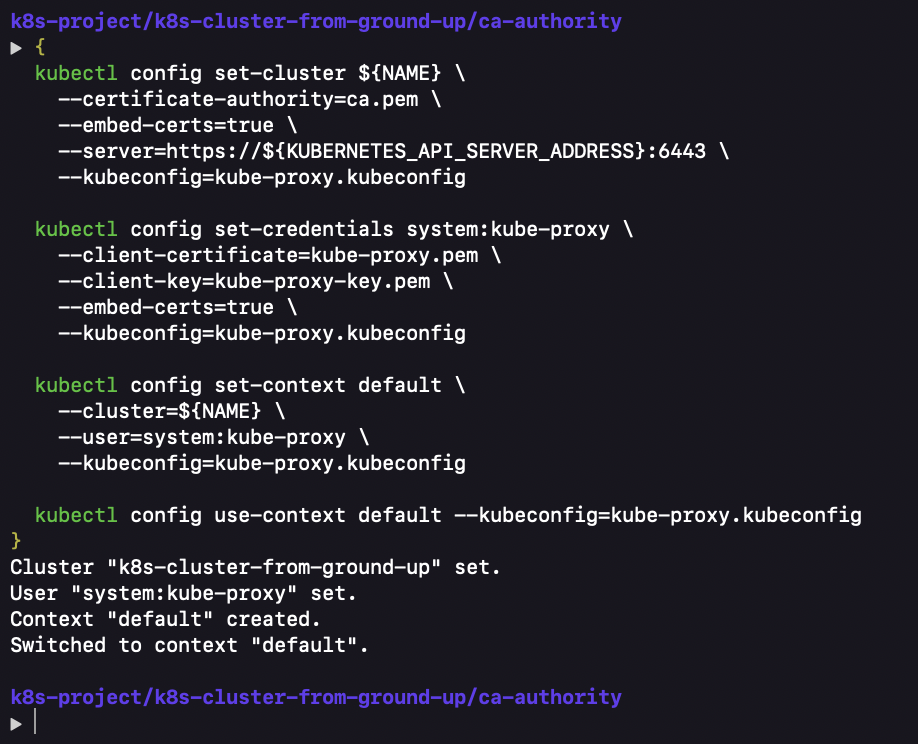 k8s-project/k8s-cluster-from-ground-up/ca-authority
{
  kubectl config set-cluster ${NAME} \
    --certificate-authority=ca.pem \
    --embed-certs=true \
    --server=https://${KUBERNETES_API_SERVER_ADDRESS}:6443 \
    --kubeconfig=kube-proxy.kubeconfig

  kubectl config set-credentials system:kube-proxy \
    --client-certificate=kube-proxy.pem \
    --client-key=kube-proxy-key.pem \
    --embed-certs=true \
    --kubeconfig=kube-proxy.kubeconfig

  kubectl config set-context default \
    --cluster=${NAME} \
    --user=system:kube-proxy \
    --kubeconfig=kube-proxy.kubeconfig

  kubectl config use-context default --kubeconfig=kube-proxy.kubeconfig
}
Cluster "k8s-cluster-from-ground-up" set.
User "system:kube-proxy" set.
Context "default" created.
Switched to context "default".

k8s-project/k8s-cluster-from-ground-up/ca-authority